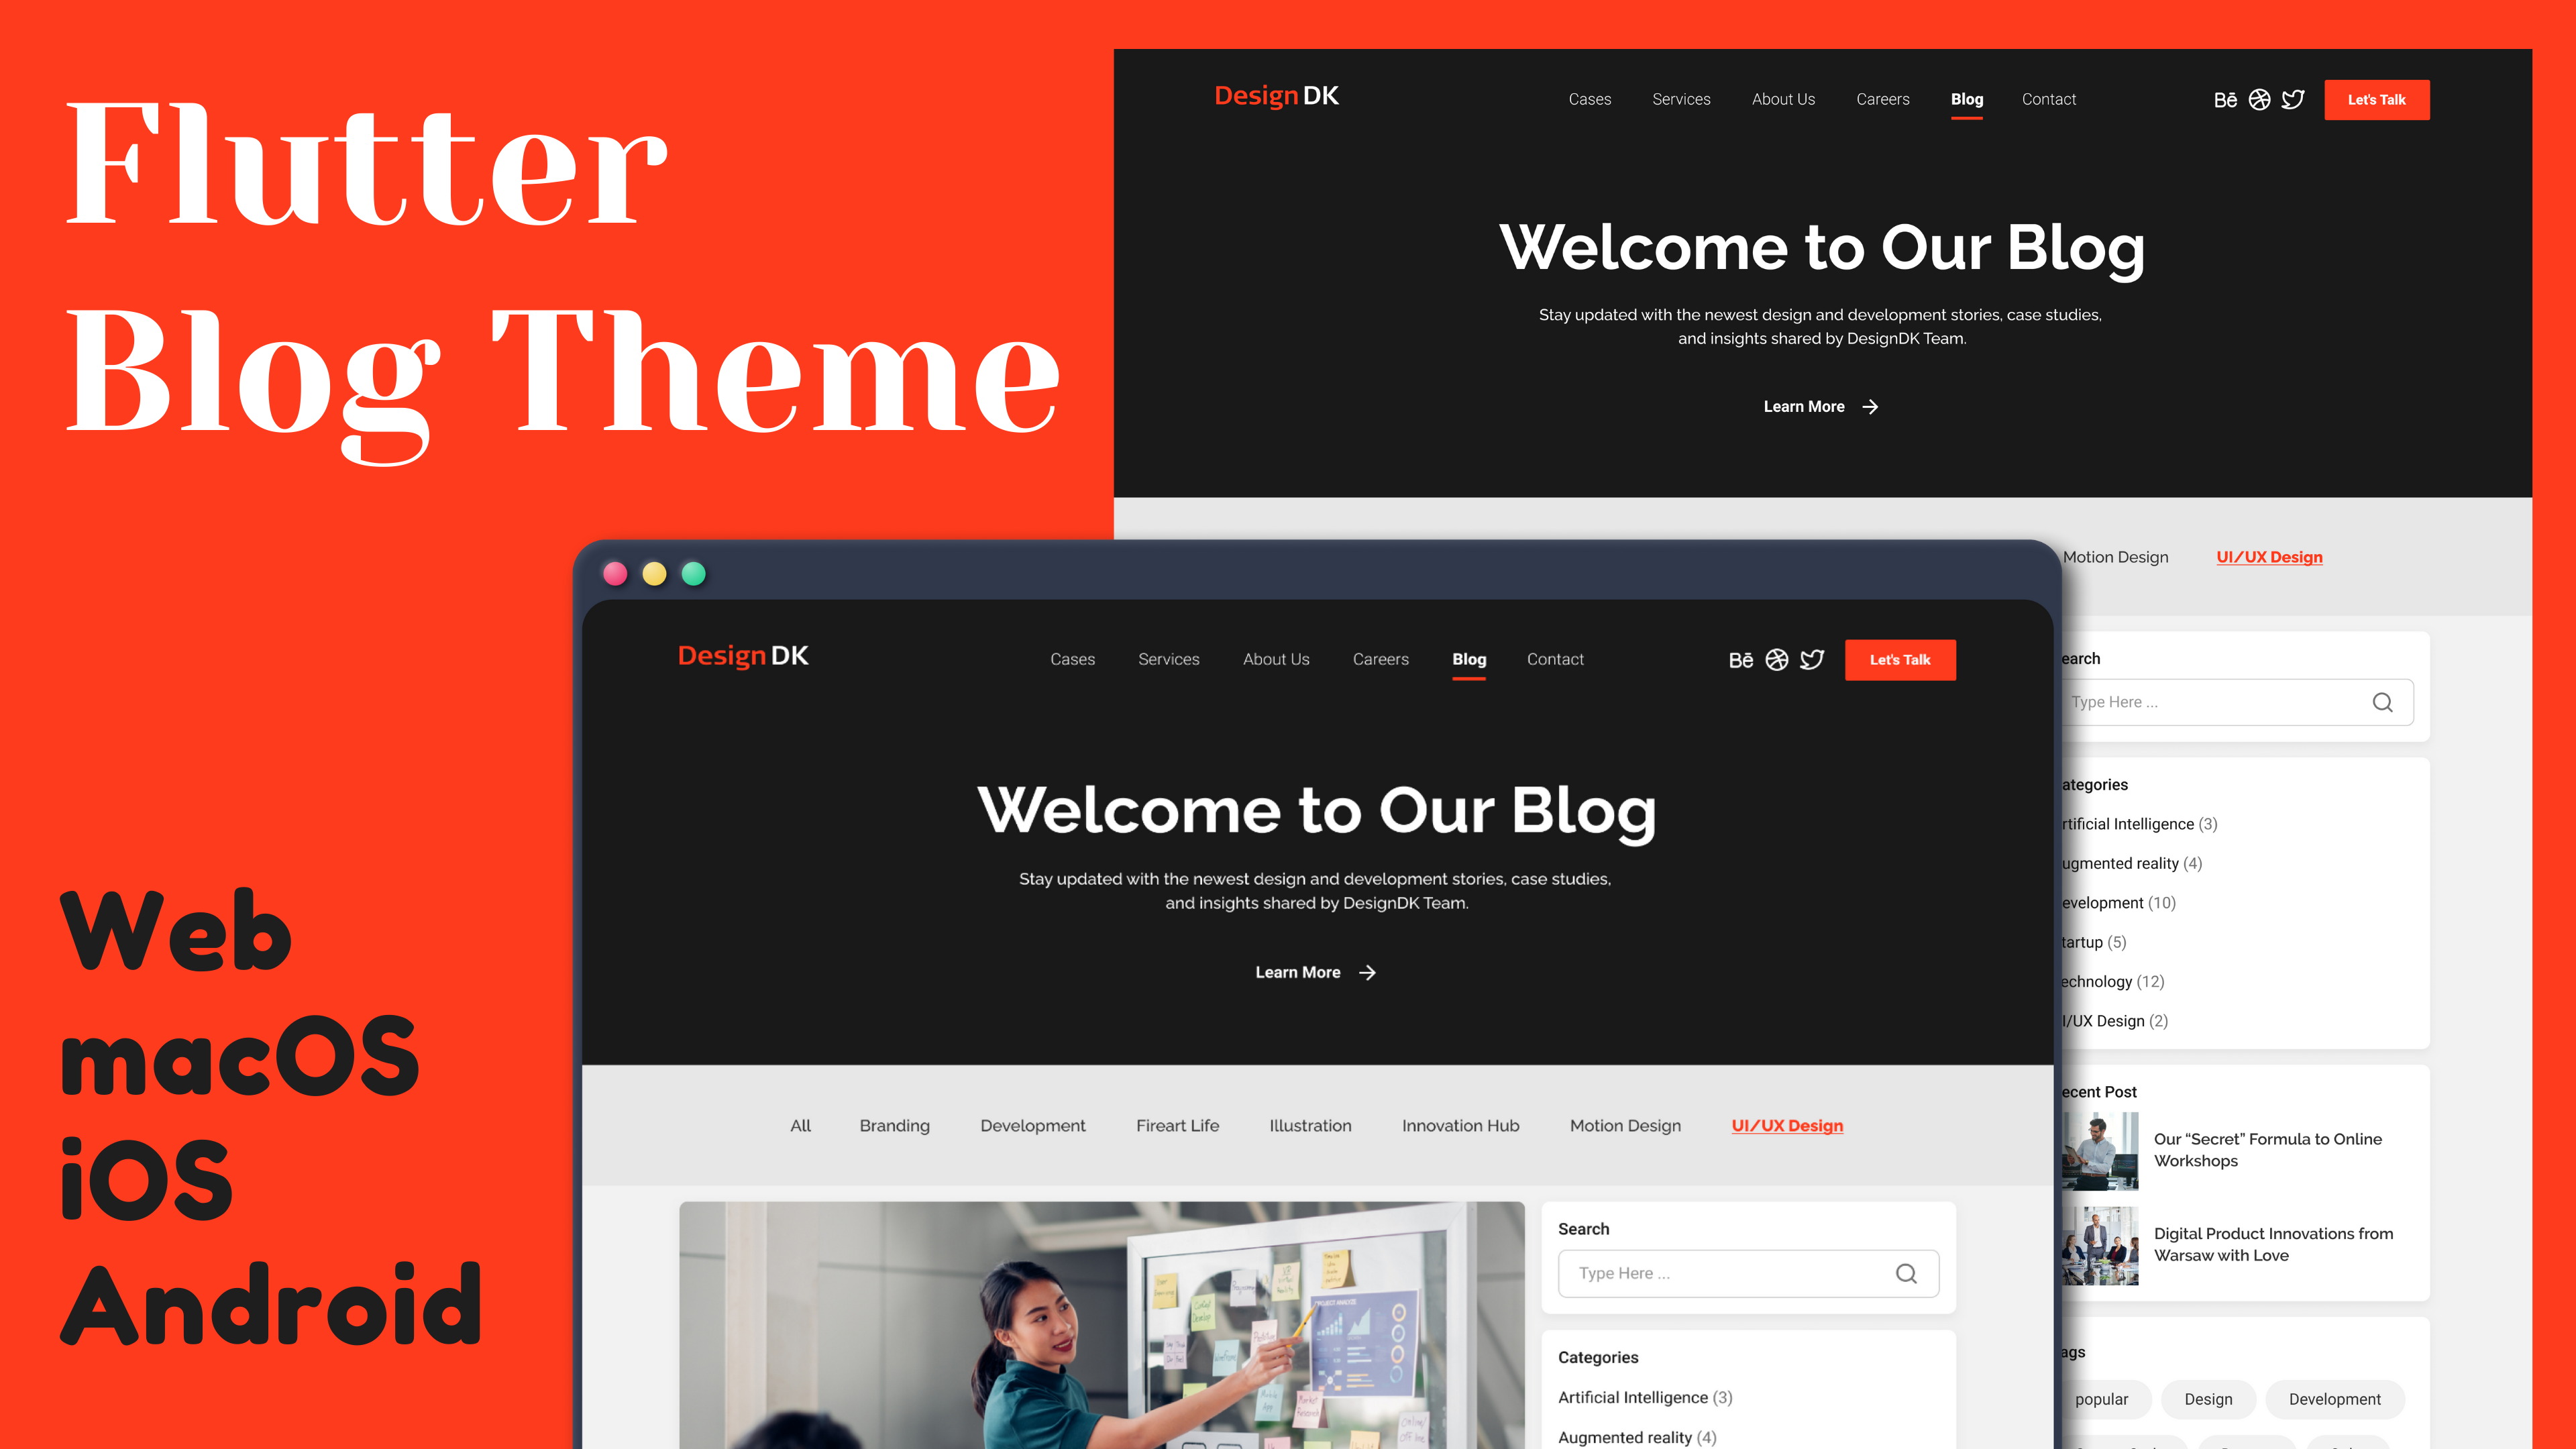 Flutter
Blog Theme
Web
macOS
iOS
Android
Design DK
Cases Services About Us Careers Blog Contact
Bē
Let's Talk
Welcome to Our Blog
Stay updated with the newest design and development stories, case studies,
and insights shared by DesignDK Team.
Learn More
Motion Design UI/UX Design
earch
Type Here ...
ategories
rtificial Intelligence (3)
ugmented reality (4)
evelopment (10)
tartup (5)
echnology (12)
I/UX Design (2)
ecent Post
Our “Secret” Formula to Online
Workshops
Digital Product Innovations from
Warsaw with Love
ags
popular Design Development
Design DK
Cases Services About Us Careers Blog Contact
Bē
Let's Talk
Welcome to Our Blog
Stay updated with the newest design and development stories, case studies,
and insights shared by DesignDK Team.
Learn More
All Branding Development Fireart Life Illustration Innovation Hub Motion Design UI/UX Design
PROJECT ANALYZE
Search
Type Here ...
Categories
Artificial Intelligence (3)
Augmented reality (4)